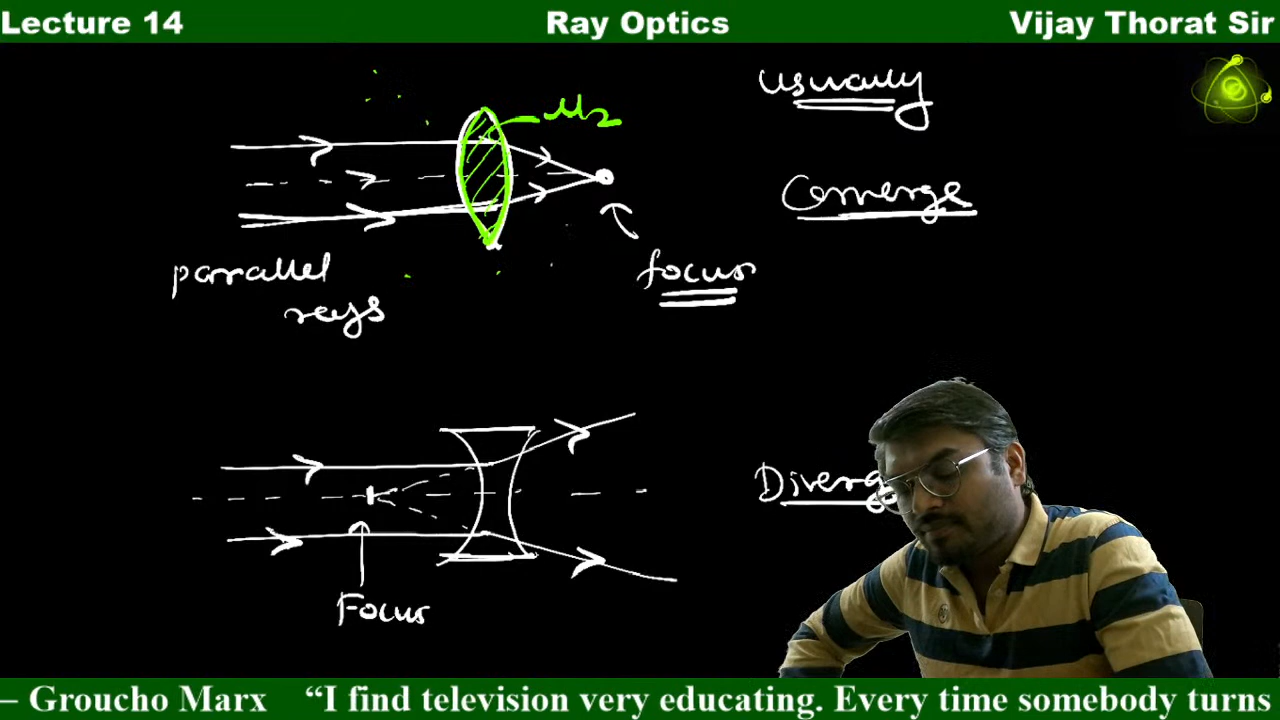 Lecture 14
Ray Optics
Vijay Thorat Sir
usually
μ2
Converge
parallel
rays
focus
Diverg
Focus
– Groucho Marx “I find television very educating. Every time somebody turns